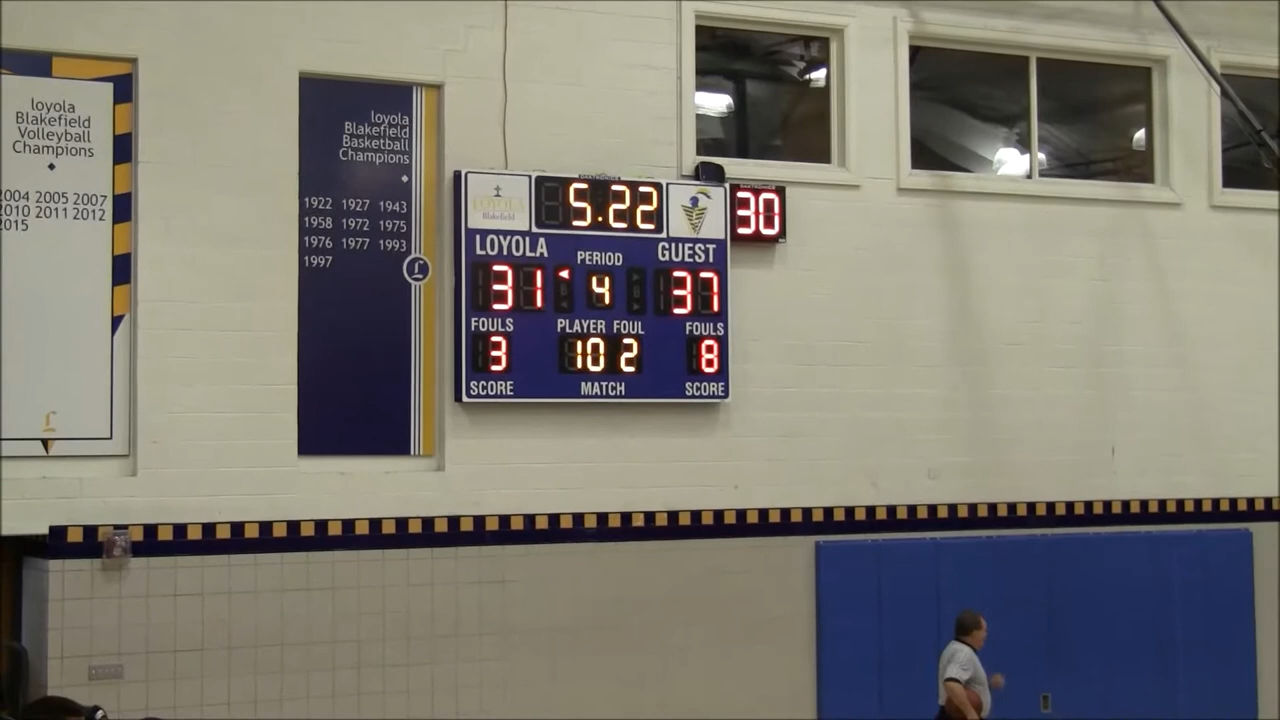 loyola
Blakefield
Volleyball
Champions
2004 2005 2007
2010 2011 2012
2015
loyola
Blakefield
Basketball
Champions
1922 1927 1943
1958 1972 1975
1976 1977 1993
1997
L
L
DAKTRONICS
LOYOLA
Blakefield
5:22
DAKTRONICS
30
LOYOLA PERIOD GUEST
31 4 37
FOULS PLAYER FOUL FOULS
3 10 2 8
SCORE MATCH SCORE